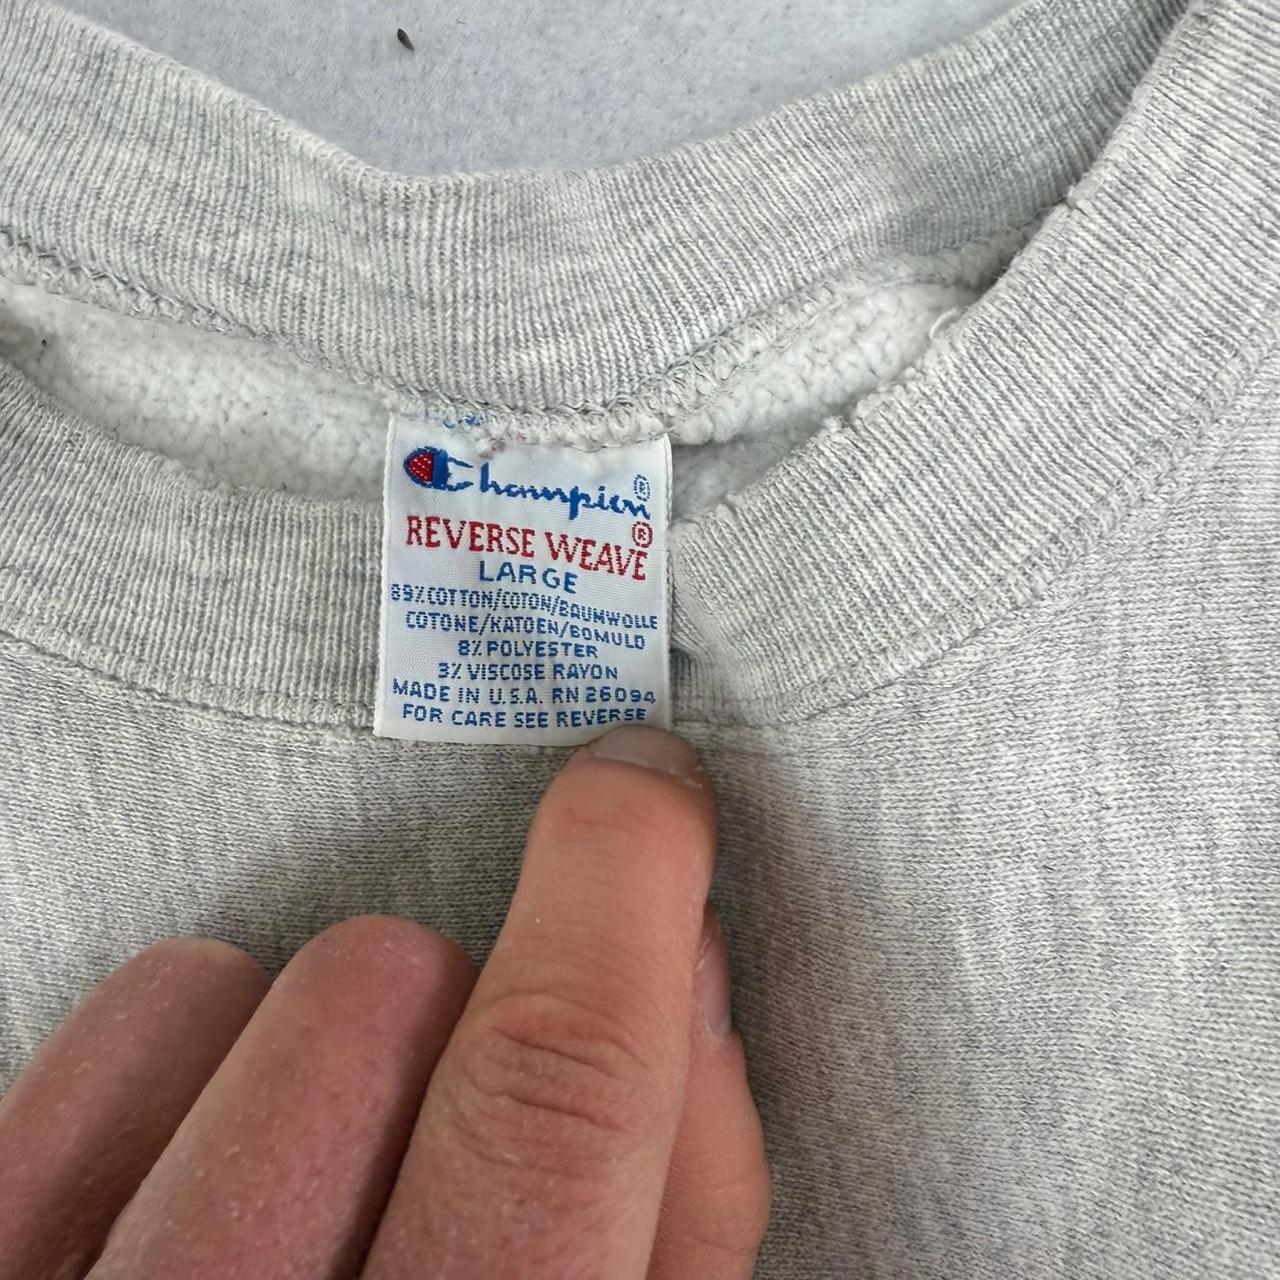 Champion®
REVERSE WEAVE®
LARGE
89% COTTON/COTON/BAUMWOLLE
COTONE/KATOEN/BOMULD
8% POLYESTER
3% VISCOSE RAYON
MADE IN U.S.A. RN 26094
FOR CARE SEE REVERSE